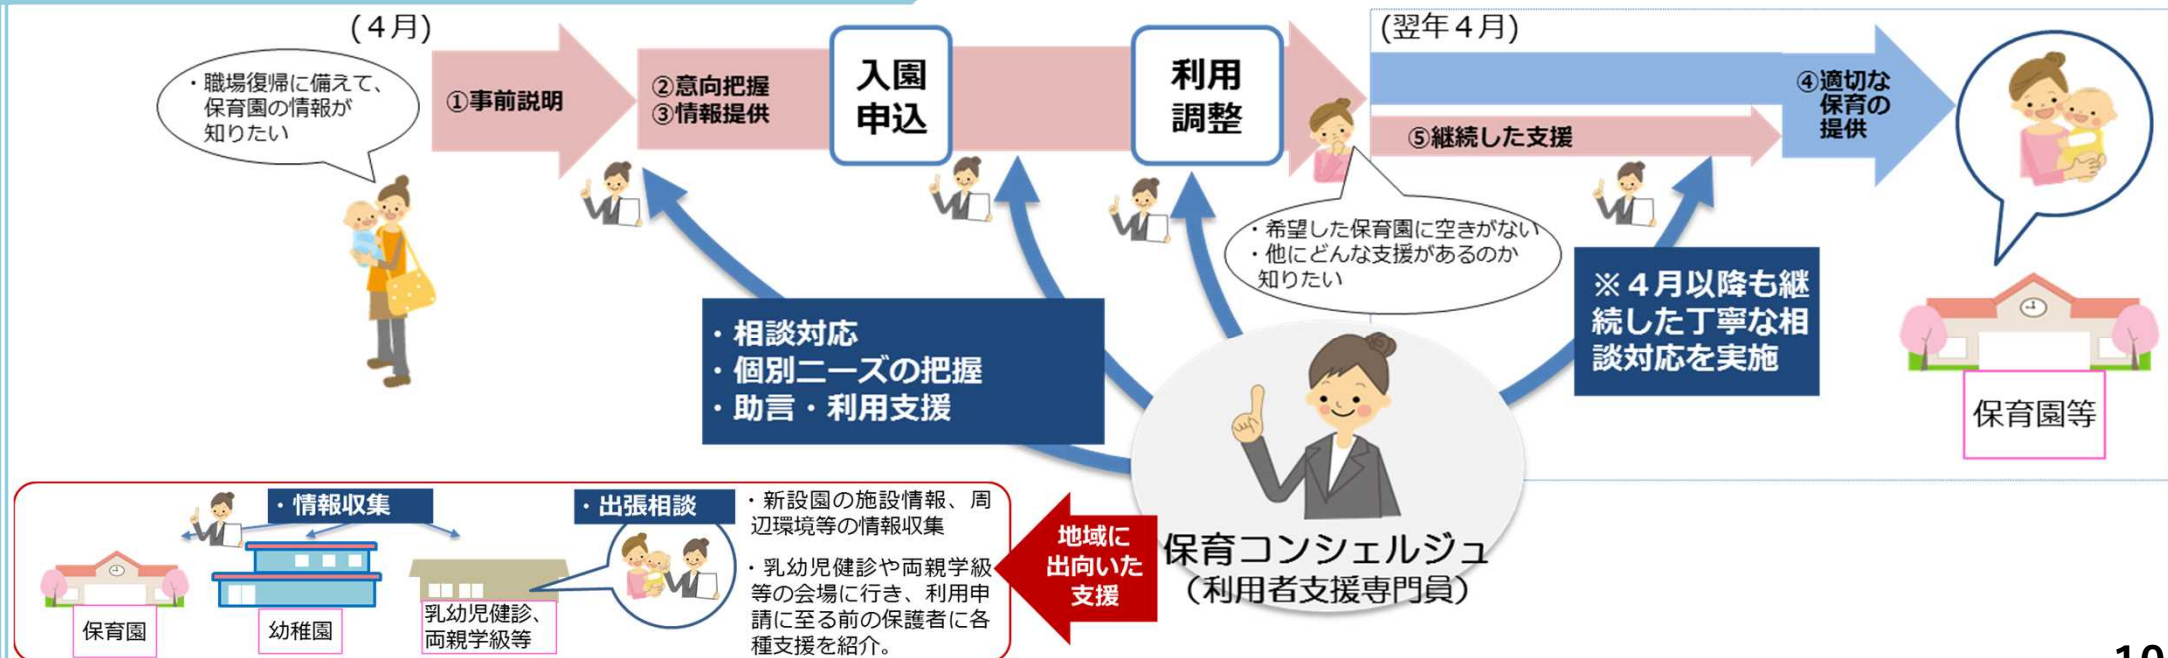 (４月)
・職場復帰に備えて、
保育園の情報が
知りたい
①事前説明
②意向把握
③情報提供
入園
申込
利用
調整
(翌年４月)
④適切な
保育の
提供
⑤継続した支援
・希望した保育園に空きがない
・他にどんな支援があるのか
知りたい
・相談対応
・個別ニーズの把握
・助言・利用支援
※４月以降も継
続した丁寧な相
談対応を実施
保育園等
保育コンシェルジュ
（利用者支援専門員）
地域に
出向いた
支援
・情報収集
・出張相談
・新設園の施設情報、周
辺環境等の情報収集
・乳幼児健診や両親学級
等の会場に行き、利用申
請に至る前の保護者に各
種支援を紹介。
保育園
幼稚園
乳幼児健診、
両親学級等